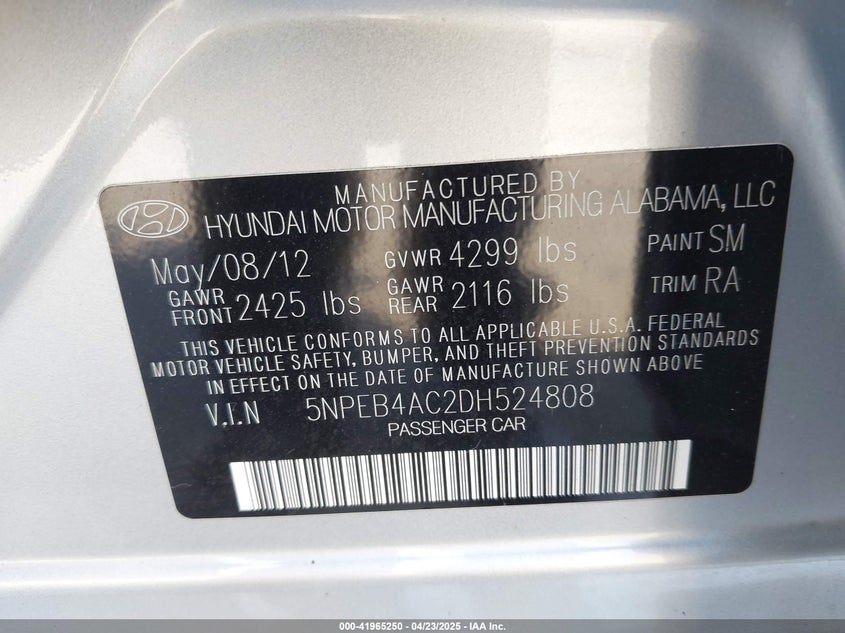 MANUFACTURED BY
HYUNDAI MOTOR MANUFACTURING ALABAMA, LLC
May/08/12 GVWR 4299 lbs PAINT SM
GAWR FRONT 2425 lbs GAWR REAR 2116 lbs TRIM RA
THIS VEHICLE CONFORMS TO ALL APPLICABLE U.S.A. FEDERAL
MOTOR VEHICLE SAFETY, BUMPER, AND THEFT PREVENTION STANDARDS
IN EFFECT ON THE DATE OF MANUFACTURE SHOWN ABOVE
V.I.N 5NPEB4AC2DH524808
PASSENGER CAR
000-41965250 - 04/23/2025 - IAA Inc.